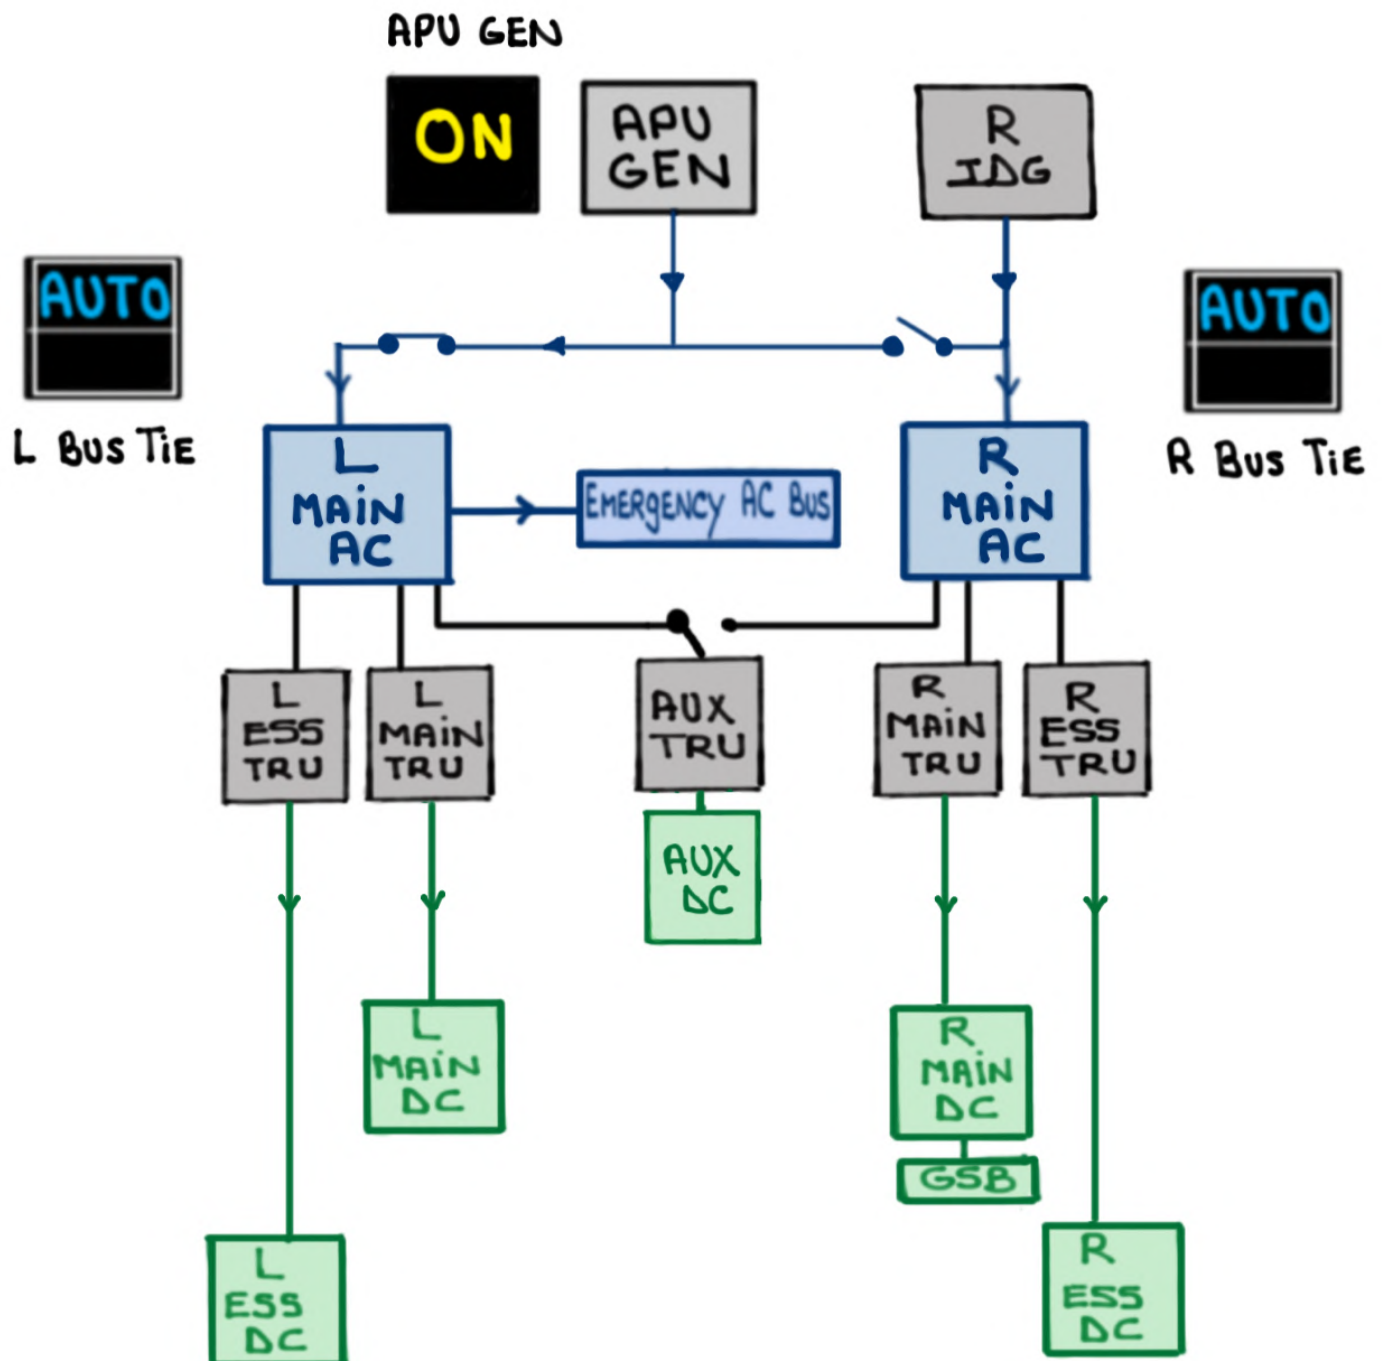 APU GEN
ON
APU
GEN
R
IDG
AUTO
L BUS TiE
AUTO
R BUS TiE
L
MAiN
AC
EMERgENCY AC BUS
R
MAiN
AC
L
ESS
TRU
L
MAiN
TRU
AUX
TRU
R
MAiN
TRU
R
ESS
TRU
AUX
DC
L
MAiN
DC
R
MAiN
DC
GSB
L
ESS
DC
R
ESS
DC